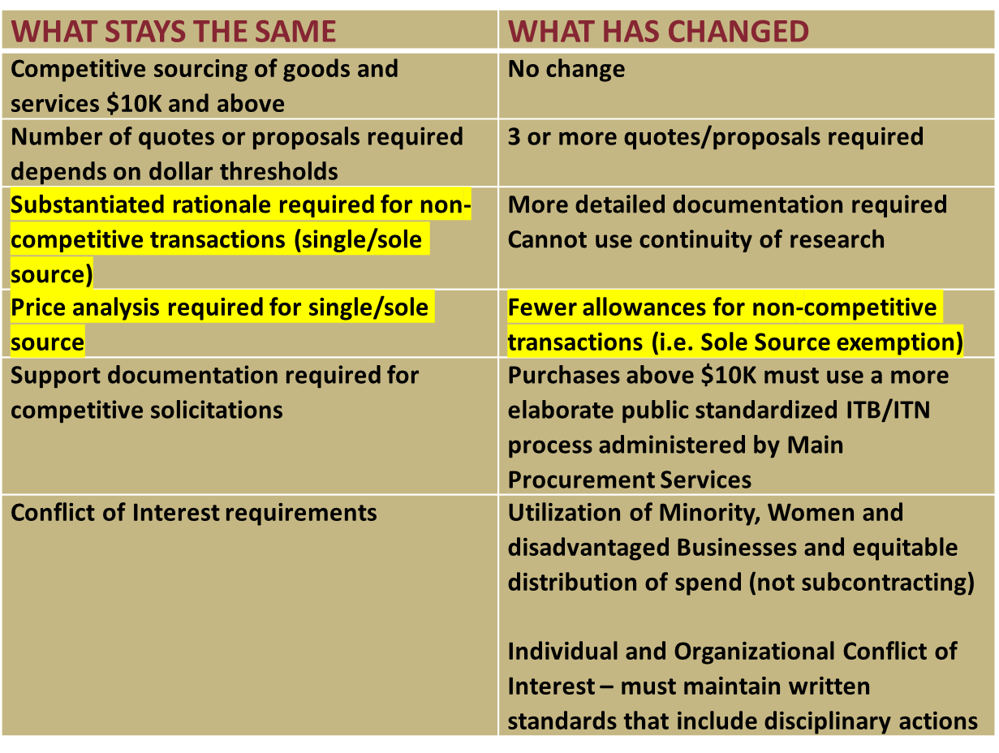 WHAT STAYS THE SAME
WHAT HAS CHANGED
Competitive sourcing of goods and
services $10K and above
No change
Number of quotes or proposals required
depends on dollar thresholds
3 or more quotes/proposals required
Substantiated rationale required for non-
competitive transactions (single/sole
source)
More detailed documentation required
Cannot use continuity of research
Price analysis required for single/sole
source
Fewer allowances for non-competitive
transactions (i.e. Sole Source exemption)
Support documentation required for
competitive solicitations
Purchases above $10K must use a more
elaborate public standardized ITB/ITN
process administered by Main
Procurement Services
Conflict of Interest requirements
Utilization of Minority, Women and
disadvantaged Businesses and equitable
distribution of spend (not subcontracting)
Individual and Organizational Conflict of
Interest – must maintain written
standards that include disciplinary actions